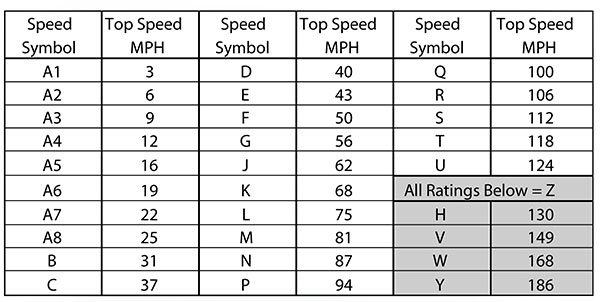 Speed Symbol Top Speed MPH Speed Symbol Top Speed MPH Speed Symbol Top Speed MPH
A1 3 D 40 Q 100
A2 6 E 43 R 106
A3 9 F 50 S 112
A4 12 G 56 T 118
A5 16 J 62 U 124
A6 19 K 68 All Ratings Below = Z
A7 22 L 75 H 130
A8 25 M 81 V 149
B 31 N 87 W 168
C 37 P 94 Y 186